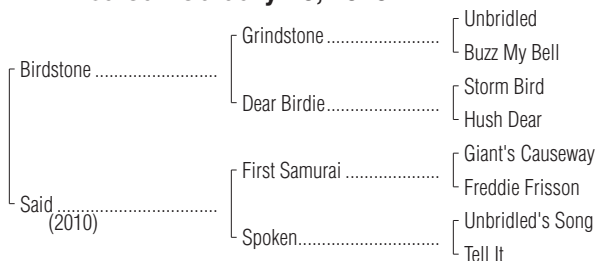 Unbridled
Grindstone
Buzz My Bell
Birdstone
Storm Bird
Dear Birdie
Hush Dear
Giant's Causeway
First Samurai
Freddie Frisson
Said
(2010)
Unbridled's Song
Spoken
Tell It